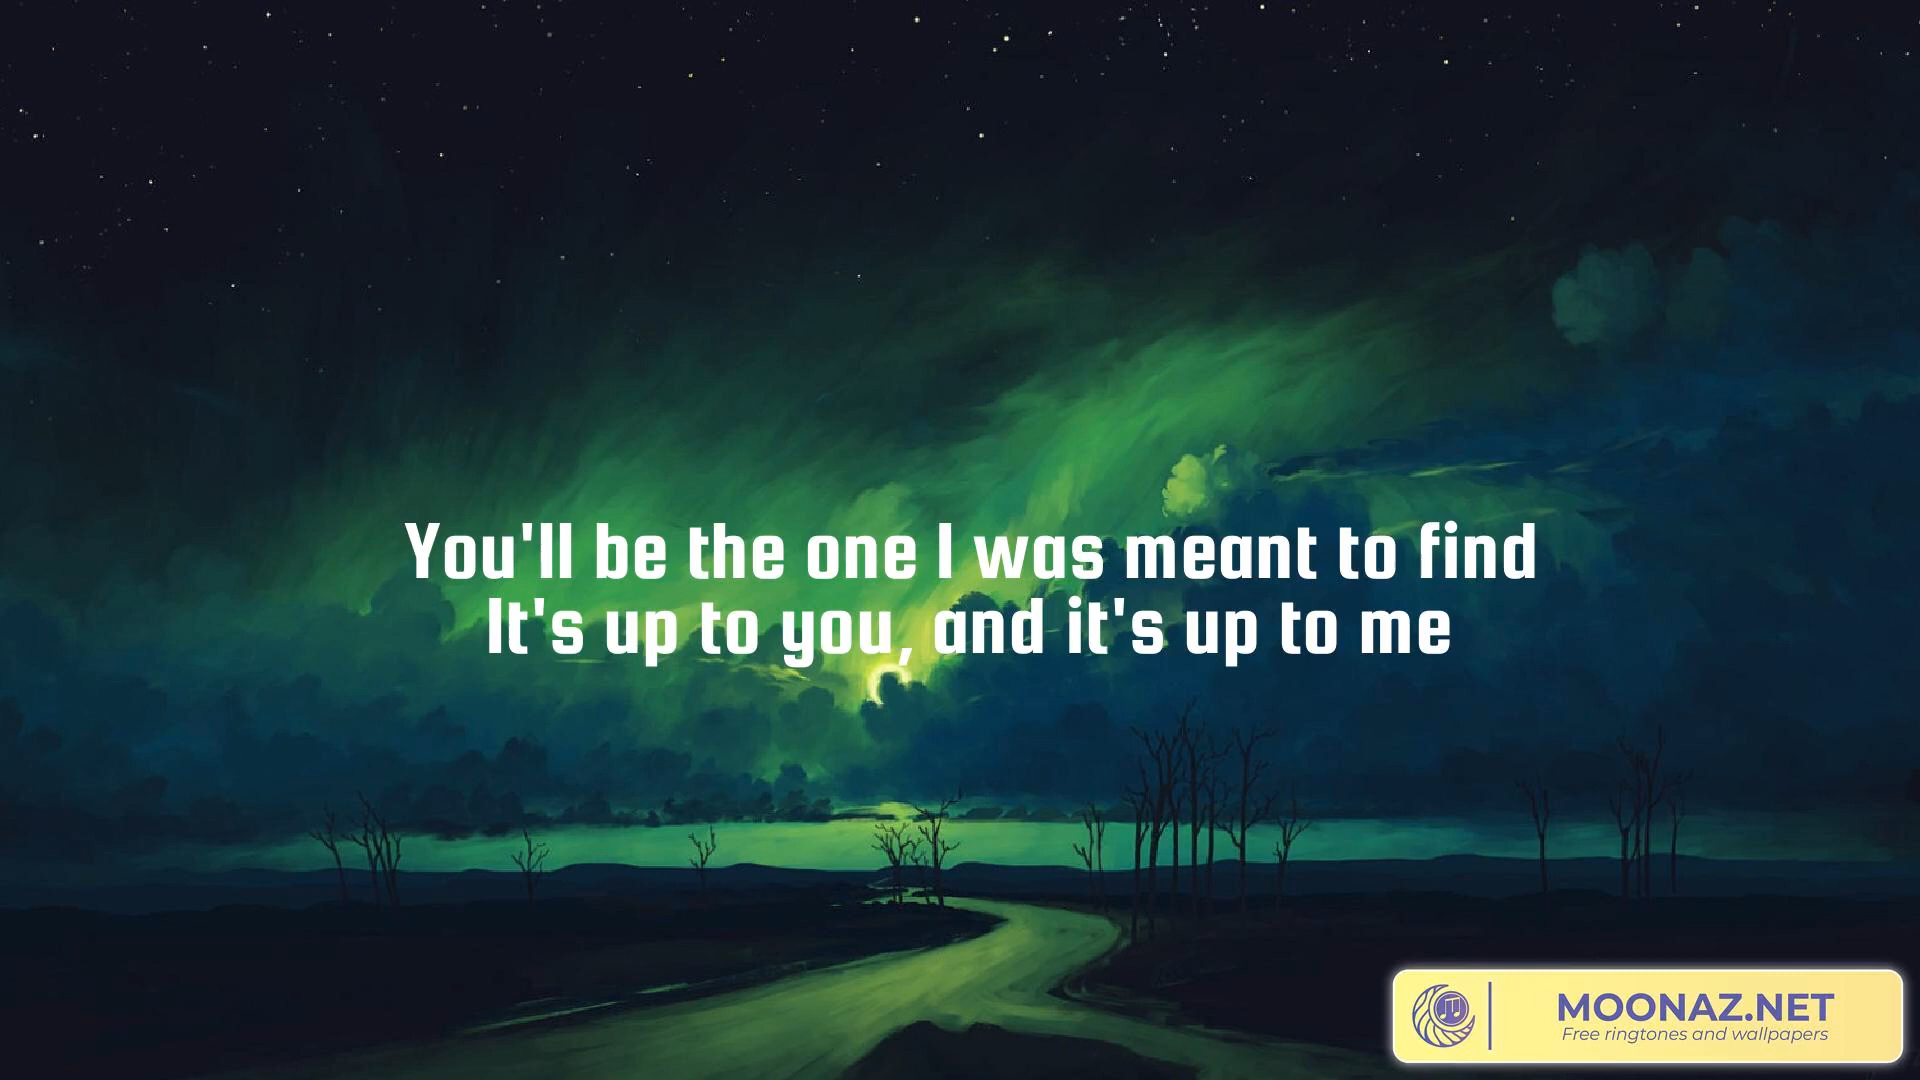 You'll be the one I was meant to find
It's up to you, and it's up to me
MOONAZ.NET
Free ringtones and wallpapers